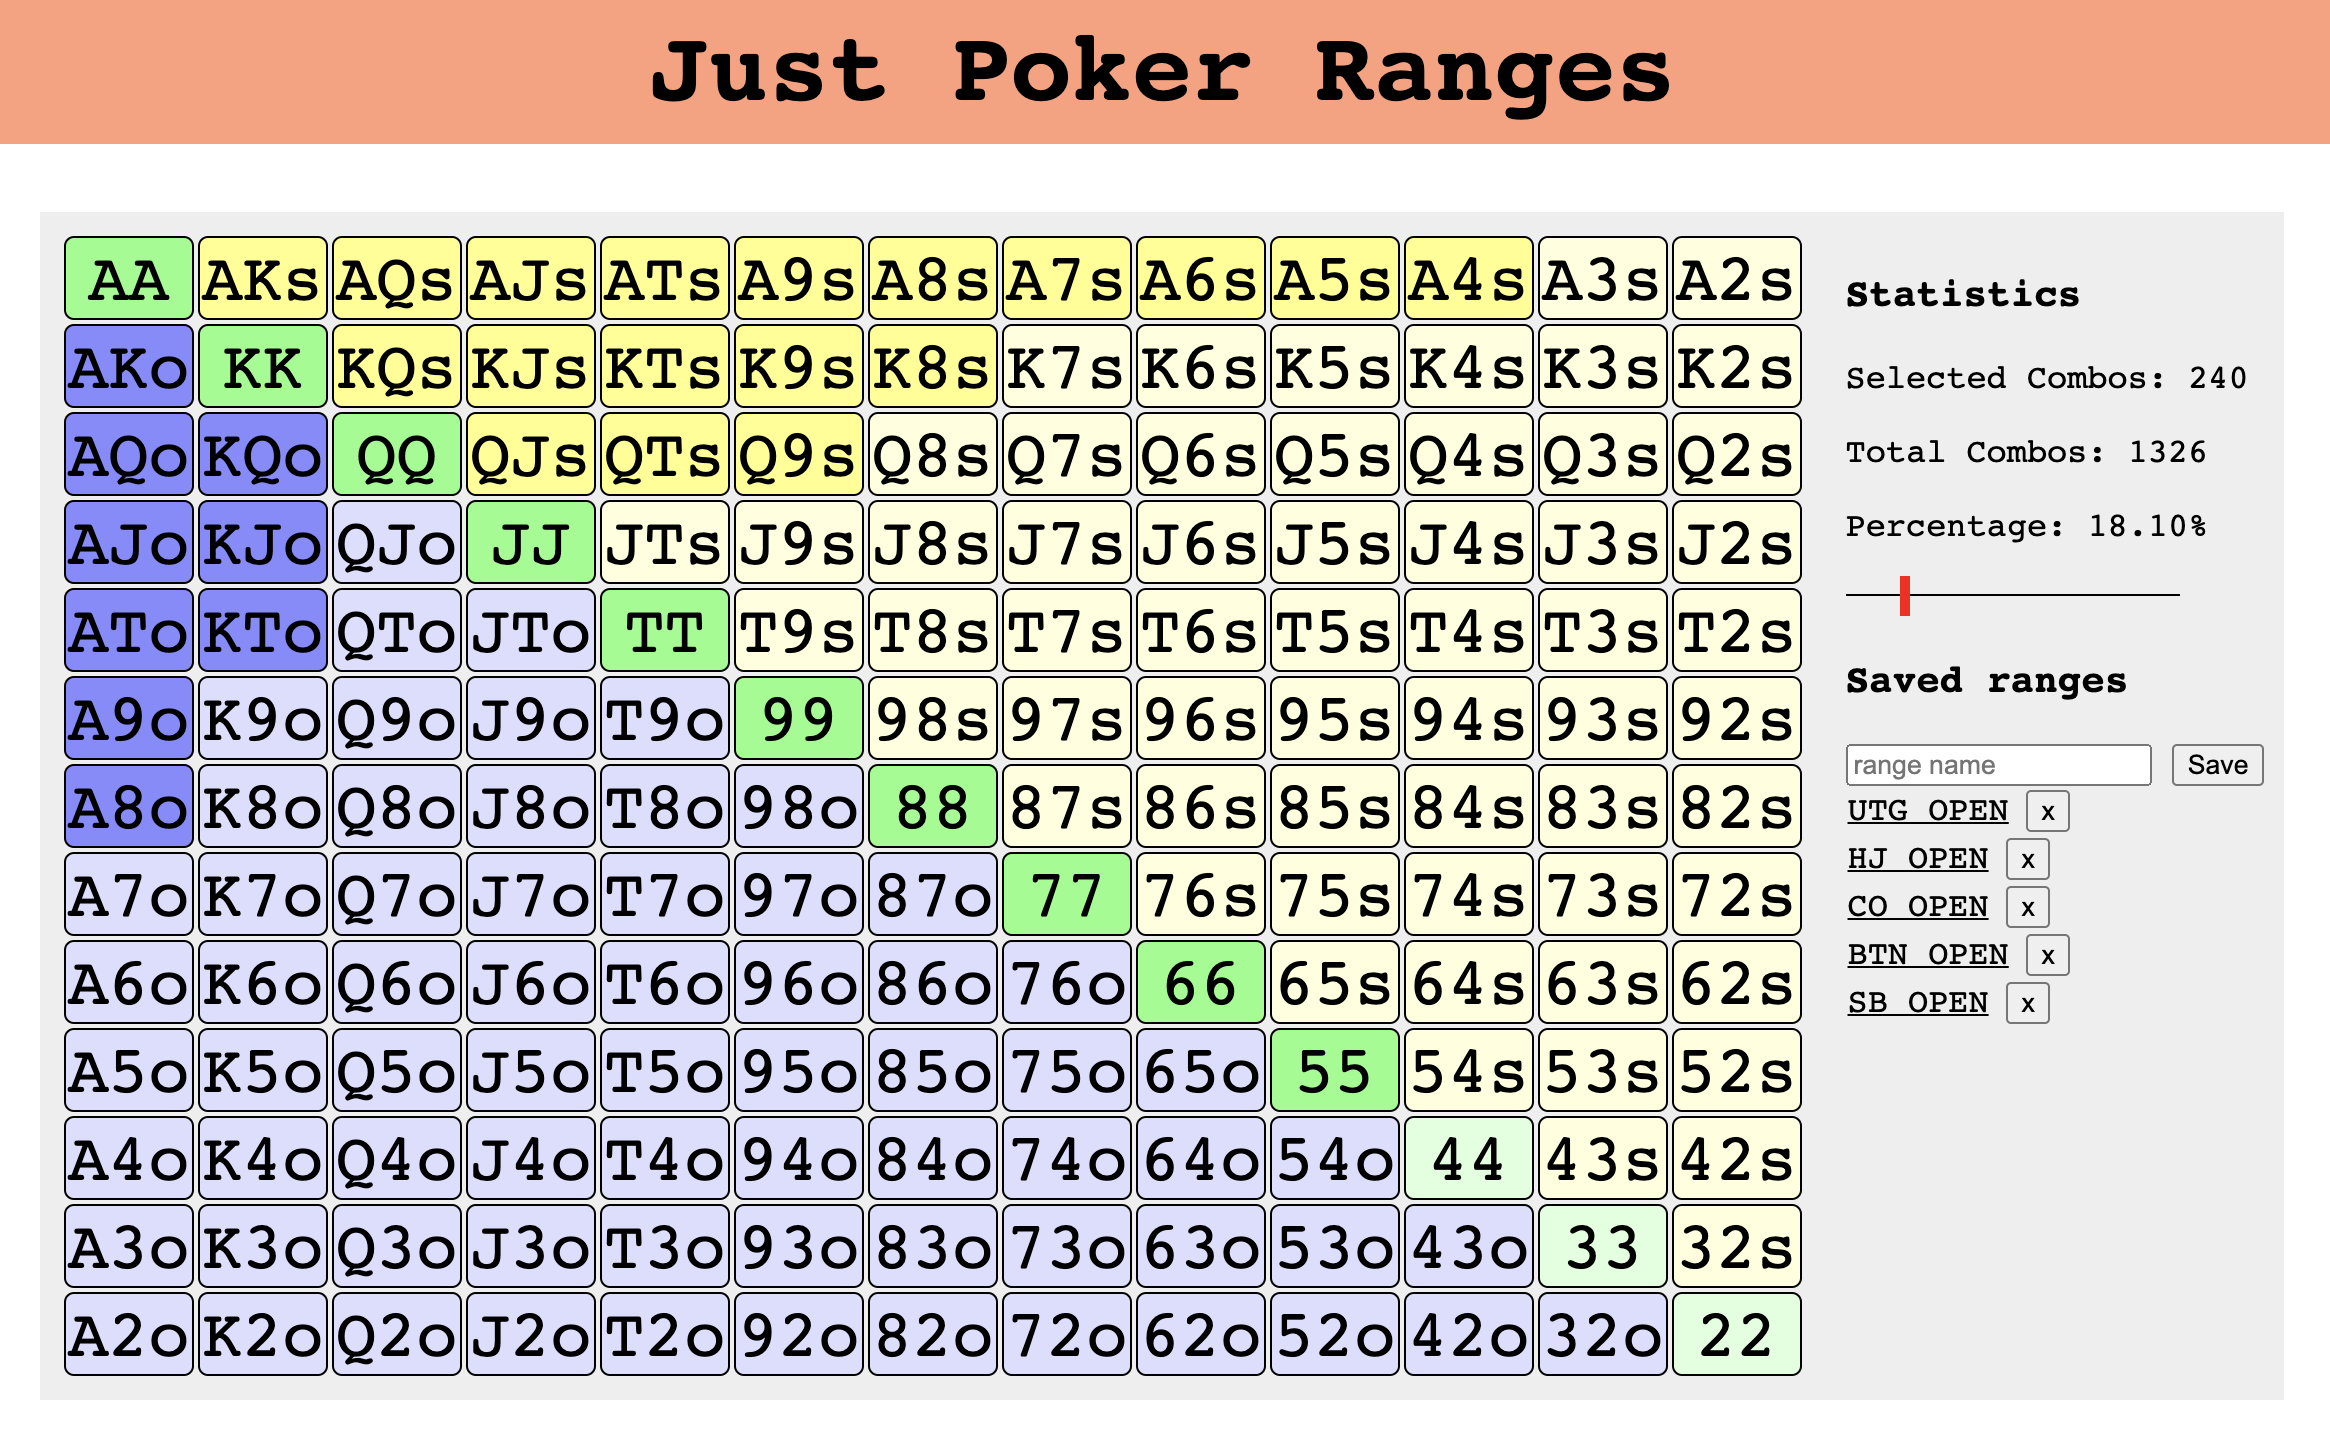 Just Poker Ranges
AA AKs AQs AJs ATs A9s A8s A7s A6s A5s A4s A3s A2s
AKo KK KQs KJs KTs K9s K8s K7s K6s K5s K4s K3s K2s
AQo KQo QQ QJs QTs Q9s Q8s Q7s Q6s Q5s Q4s Q3s Q2s
AJo KJo QJo JJ JTs J9s J8s J7s J6s J5s J4s J3s J2s
ATo KTo QTo JTo TT T9s T8s T7s T6s T5s T4s T3s T2s
A9o K9o Q9o J9o T9o 99 98s 97s 96s 95s 94s 93s 92s
A8o K8o Q8o J8o T8o 98o 88 87s 86s 85s 84s 83s 82s
A7o K7o Q7o J7o T7o 97o 87o 77 76s 75s 74s 73s 72s
A6o K6o Q6o J6o T6o 96o 86o 76o 66 65s 64s 63s 62s
A5o K5o Q5o J5o T5o 95o 85o 75o 65o 55 54s 53s 52s
A4o K4o Q4o J4o T4o 94o 84o 74o 64o 54o 44 43s 42s
A3o K3o Q3o J3o T3o 93o 83o 73o 63o 53o 43o 33 32s
A2o K2o Q2o J2o T2o 92o 82o 72o 62o 52o 42o 32o 22
Statistics
Selected Combos: 240
Total Combos: 1326
Percentage: 18.10%
Saved ranges
range name Save
UTG OPEN x
HJ OPEN x
CO OPEN x
BTN OPEN x
SB OPEN x